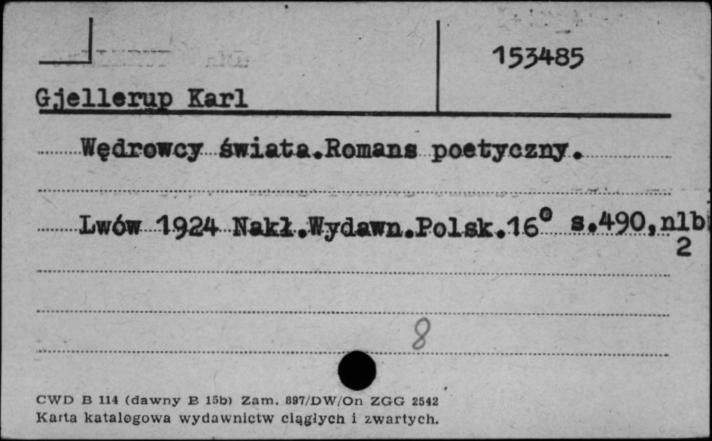 153485
Gjellerup Karl
Wędrowcy świata.Romans poetyczny.
Lwów 1924 Nakł.Wydawn.Polsk.16° s.490,nlb
2
8
CWD B 114 (dawny B 15b) Zam. 897/DW/On ZGG 2542
Karta katalogowa wydawnictw ciągłych i zwartych.